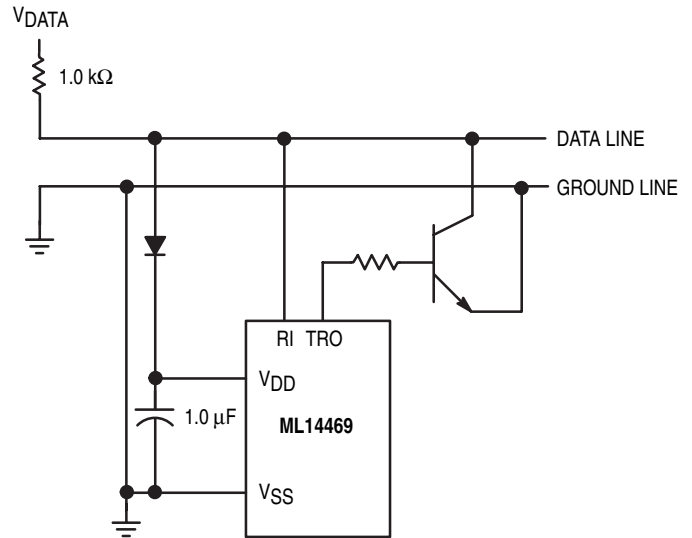 VDATA
1.0 kΩ
DATA LINE
GROUND LINE
RI TRO
VDD
1.0 μF
ML14469
VSS